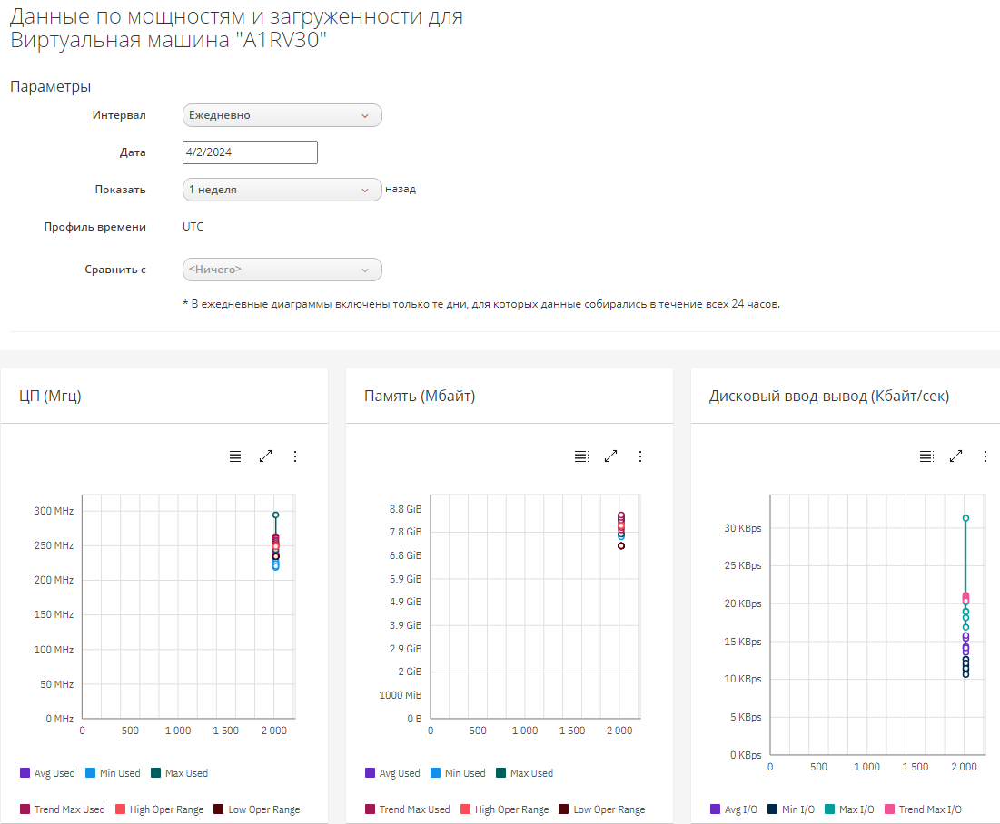 Данные по мощностям и загруженности для
Виртуальная машина "A1RV30"
Параметры
Интервал Ежедневно
Дата 4/2/2024
Показать 1 неделя назад
Профиль времени UTC
Сравнить с <Ничего>
* В ежедневные диаграммы включены только те дни, для которых данные собирались в течение всех 24 часов.
ЦП (Мгц)
300 MHz
250 MHz
200 MHz
150 MHz
100 MHz
50 MHz
0 MHz
0 500 1 000 1 500 2 000
Avg Used Min Used Max Used
Trend Max Used High Oper Range Low Oper Range
Память (Мбайт)
8.8 GiB
7.8 GiB
6.8 GiB
5.9 GiB
4.9 GiB
3.9 GiB
2.9 GiB
2 GiB
1000 MiB
0 B
0 500 1 000 1 500 2 000
Avg Used Min Used Max Used
Trend Max Used High Oper Range Low Oper Range
Дисковый ввод-вывод (Кбайт/сек)
30 KBps
25 KBps
20 KBps
15 KBps
10 KBps
5 KBps
0 KBps
0 500 1 000 1 500 2 000
Avg I/O Min I/O Max I/O Trend Max I/O